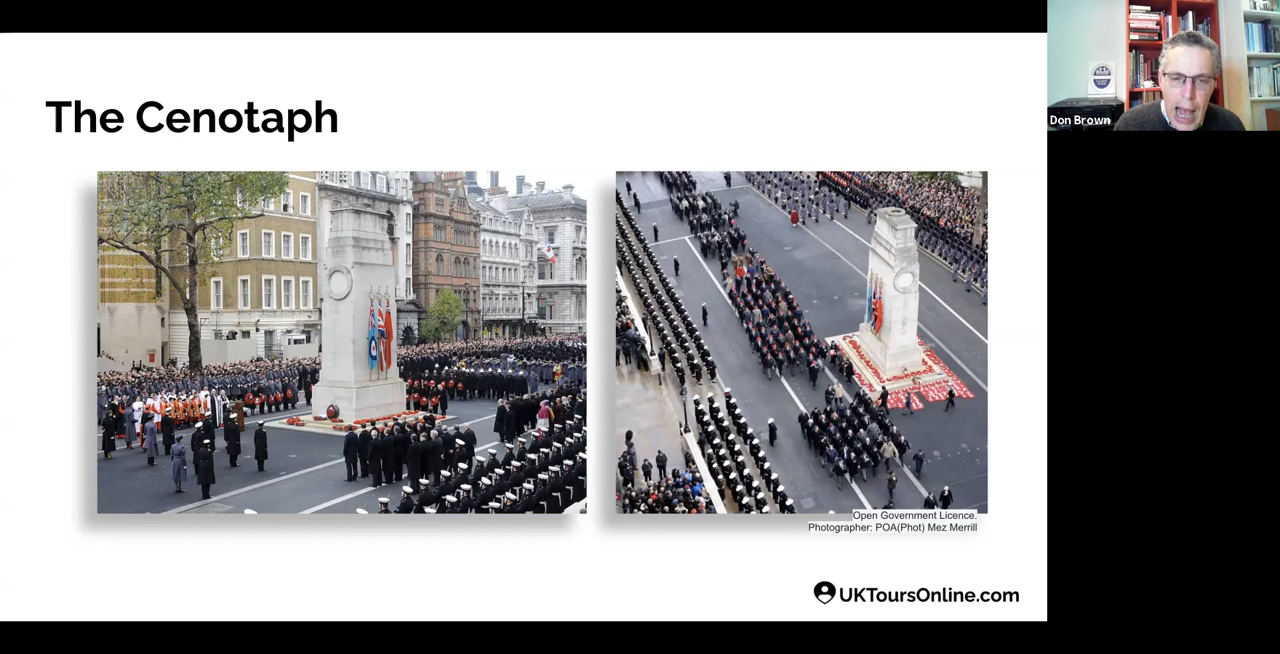 The Cenotaph
Don Brown
Open Government Licence.
Photographer: POA(Phot) Mez Merrill
UKToursOnline.com